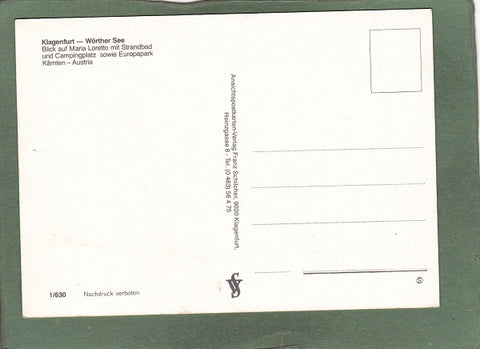 Klagenfurt — Wörther See
Blick auf Maria Loretto mit Strandbad
und Campingplatz sowie Europapark
Kärnten – Austria
Ansichtspostkarten-Verlag Franz Schilcher, 9020 Klagenfurt,
Heinzgasse 8 - Tel. (0 463) 56 4 75
1/630 Nachdruck verboten
S